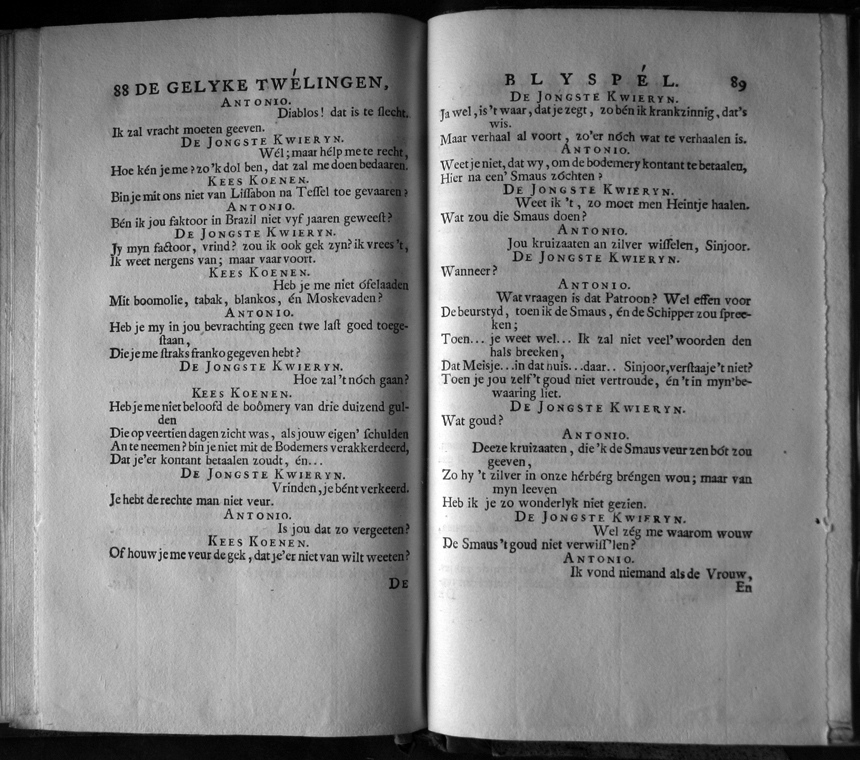 88 DE GELYKE TWÉLINGEN,
ANTONIO.
Diablos! dat is te ſlecht.
Ik zal vracht moeten geeven.
DE JONGSTE KWIERYN.
Wél; maar hélp me te recht,
Hoe kén je me? zo 'k dol ben, dat zal me doen bedaaren.
KEES KOENEN.
Bin je mit ons niet van Liſſabon na Teſſel toe gevaaren?
ANTONIO.
Bén ik jou faktoor in Brazil niet vyf jaaren geweeſt?
DE JONGSTE KWIERYN.
Jy myn factoor, vrind? zou ik ook gek zyn? ik vrees 't,
Ik weet nergens van; maar vaar voort.
KEES KOENEN.
Heb je me niet ófelaaden
Mit boomolie, tabak, blankos, én Moskevaden?
ANTONIO.
Heb je my in jou bevrachting geen twe laſt goed toege-
ſtaan,
Die je me ſtraks franko gegeven hebt?
DE JONGSTE KWIERYN.
Hoe zal 't nóch gaan?
KEES KOENEN.
Heb je me niet beloofd de boômery van drie duizend gul-
den
Die op veertien dagen zicht was, als jouw eigen' ſchulden
An te neemen? bin je niet mit de Bodemers verakkerdeerd,
Dat je'er kontant betaalen zoudt, én...
DE JONGSTE KWIERYN.
Vrinden, je bént verkeerd.
Je hebt de rechte man niet veur.
ANTONIO.
Is jou dat zo vergeeten?
KEES KOENEN.
Of houw je me veur de gek, dat je'er niet van wilt weeten?
DE
BLYSPÉL. 89
DE JONGSTE KWIERYN.
Ja wel, is 't waar, dat je zegt, zo bén ik krankzinnig, dat's
wis.
Maar verhaal al voort, zo'er nóch wat te verhaalen is.
ANTONIO.
Weet je niet, dat wy, om de bodemery kontant te betaalen,
Hier na een' Smaus zóchten?
DE JONGSTE KWIERYN.
Weet ik 't, zo moet men Heintje haalen.
Wat zou die Smaus doen?
ANTONIO.
Jou kruizaaten an zilver wiſſelen, Sinjoor.
DE JONGSTE KWIERYN.
Wanneer?
ANTONIO.
Wat vraagen is dat Patroon? Wel effen voor
De beurstyd, toen ik de Smaus, én de Schipper zou ſpree-
ken;
Toen... je weet wel... Ik zal niet veel' woorden den
hals breeken,
Dat Meisje...in dat huis...daar.. Sinjoor, verſtaaje 't niet?
Toen je jou zelf 't goud niet vertroude, én 't in myn' be-
waaring liet.
DE JONGSTE KWIERYN.
Wat goud?
ANTONIO.
Deeze kruizaaten, die 'k de Smaus veur zen bót zou
geeven,
Zo hy 't zilver in onze hérbérg bréngen wou; maar van
myn leeven
Heb ik je zo wonderlyk niet gezien.
DE JONGSTE KWIERYN.
Wel zég me waarom wouw
De Smaus 't goud niet verwiſſ'len?
ANTONIO.
Ik vond niemand als de Vrouw,
En